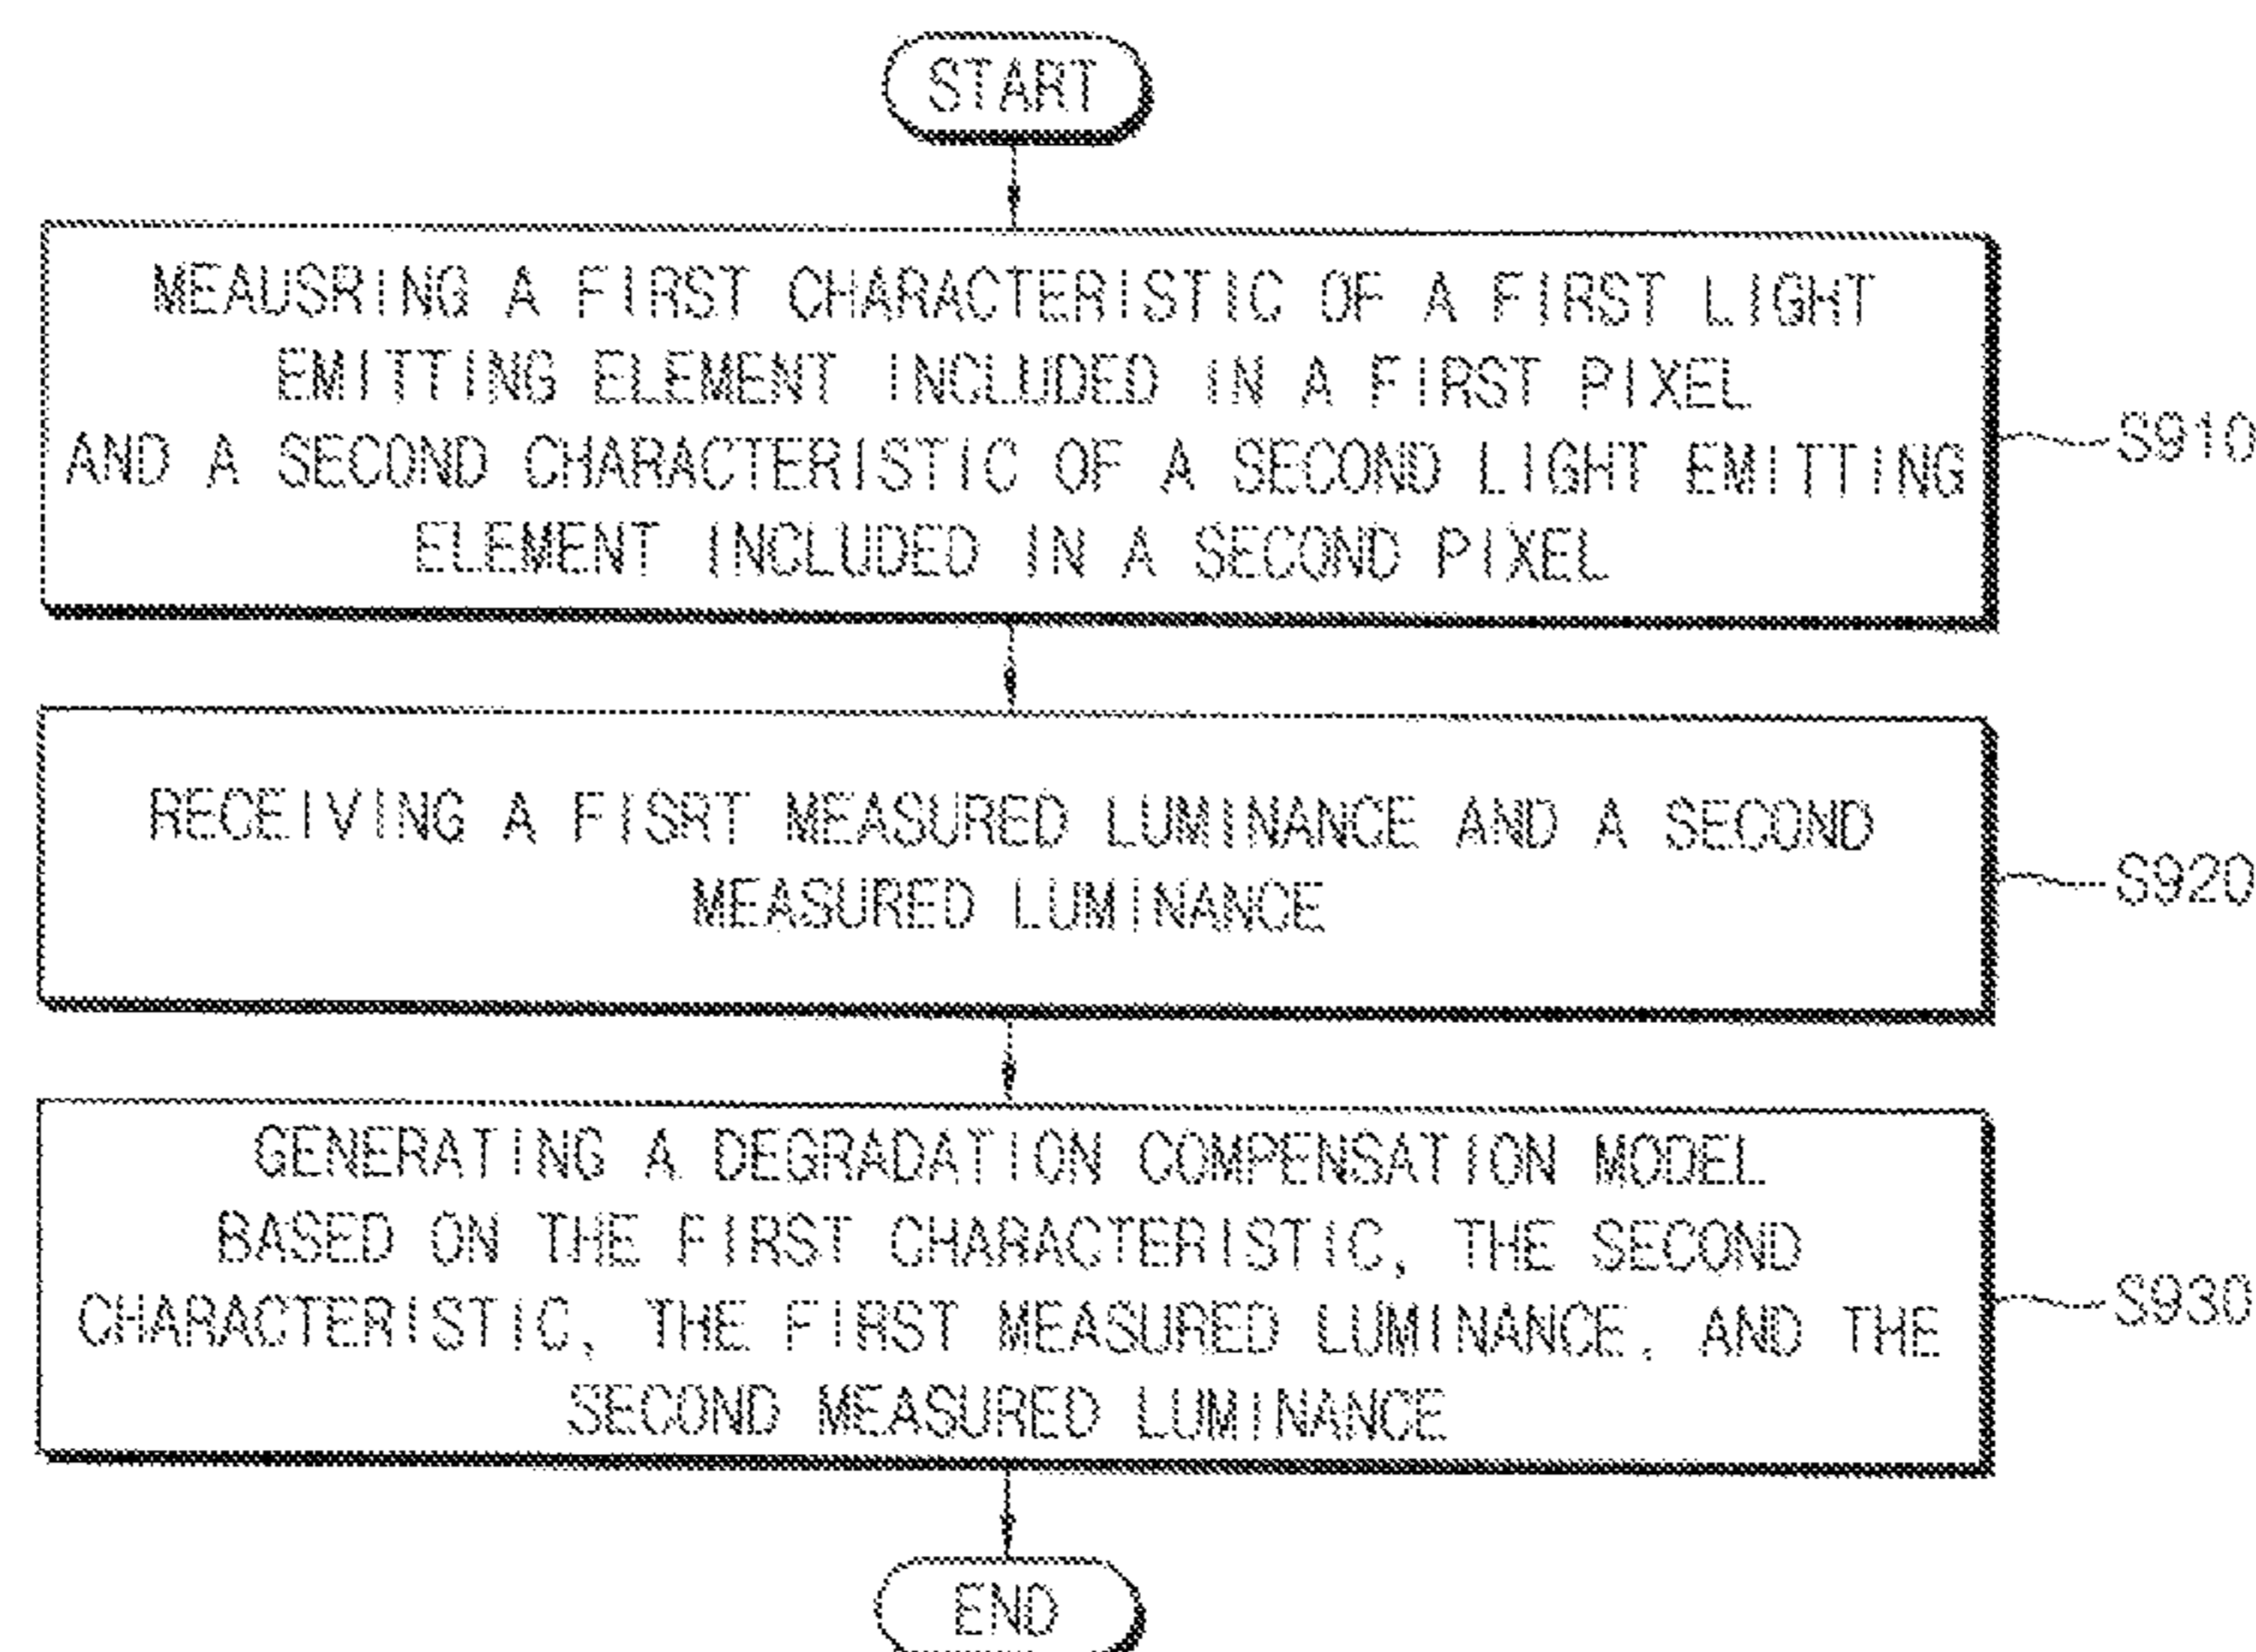 START
MEAUSRING A FIRST CHARACTERISTIC OF A FIRST LIGHT
EMITTING ELEMENT INCLUDED IN A FIRST PIXEL
AND A SECOND CHARACTERISTIC OF A SECOND LIGHT EMITTING
ELEMENT INCLUDED IN A SECOND PIXEL
S910
RECEIVING A FISRT MEASURED LUMINANCE AND A SECOND
MEASURED LUMINANCE
S920
GENERATING A DEGRADATION COMPENSATION MODEL
BASED ON THE FIRST CHARACTERISTIC, THE SECOND
CHARACTERISTIC, THE FIRST MEASURED LUMINANCE, AND THE
SECOND MEASURED LUMINANCE
S930
END